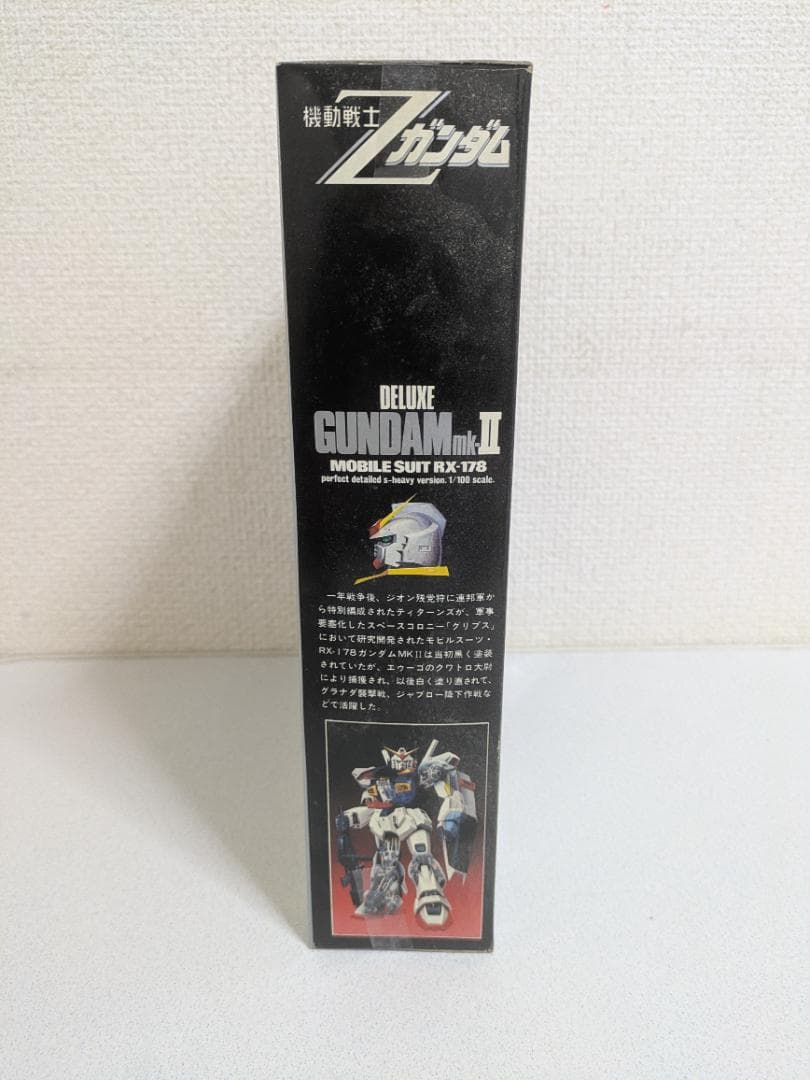 機動戦士
Zガンダム
DELUXE
GUNDAM mk-II
MOBILE SUIT RX-178
perfect detailed s-heavy version. 1/100 scale.
一年戦争後、ジオン残党狩に連邦軍か
ら特別編成されたティターンズが、軍事
要塞化したスペースコロニー「グリプス」
において研究開発されたモビルスーツ・
RX-178ガンダムMKIIは当初黒く塗装
されていたが、エゥーゴのクワトロ大尉
により捕獲され、以後白く塗り直されて、
グラナダ襲撃戦、ジャブロー降下作戦な
どで活躍した。